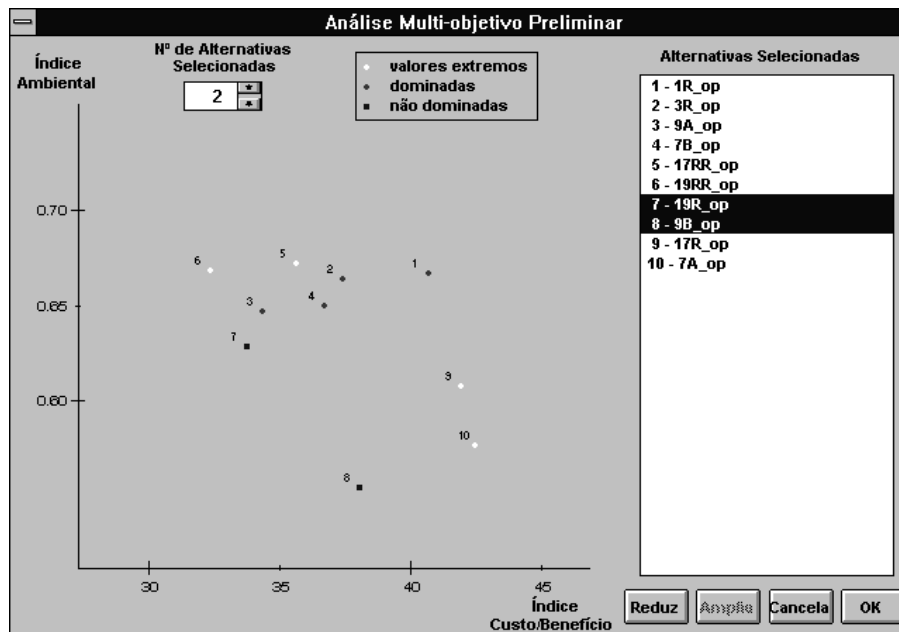 Análise Multi-objetivo Preliminar
Índice
Ambiental
Nº de Alternativas
Selecionadas
2
valores extremos
dominadas
não dominadas
Alternativas Selecionadas
1 - 1R_op
2 - 3R_op
3 - 9A_op
4 - 7B_op
5 - 17RR_op
6 - 19RR_op
7 - 19R_op
8 - 9B_op
9 - 17R_op
10 - 7A_op
0.70
0.65
0.60
6
5
2
1
3
4
7
9
10
8
30
35
40
45
Índice
Custo/Benefício
Reduz
Amplia
Cancela
OK